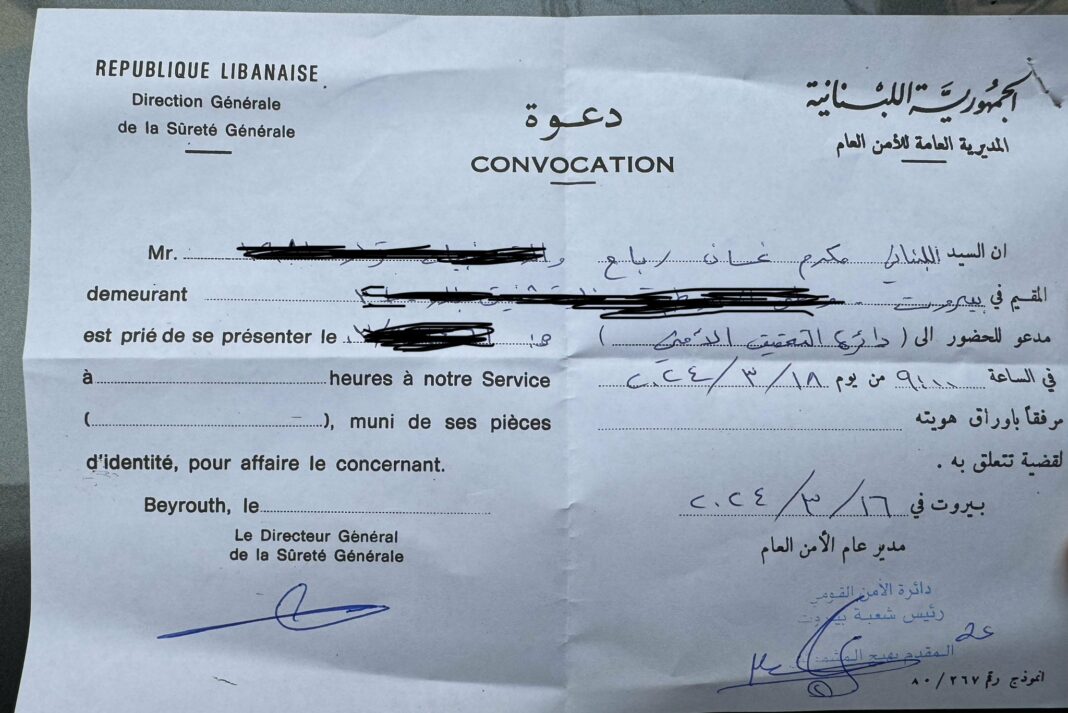 REPUBLIQUE LIBANAISE
Direction Générale
de la Sûreté Générale
الجمهورية اللبنانية
المديرية العامة للأمن العام
دعوة
CONVOCATION
Mr.
demeurant
est prié de se présenter le
à heures à notre Service
( ), muni de ses pièces
d'identité, pour affaire le concernant.
Beyrouth, le
Le Directeur Général
de la Sûreté Générale
ان السيد اللبناني مكرم غسان رباح
المقيم في بيروت
مدعو للحضور الى ( دائرة التحقيق )
في الساعة ٩:٠٠ من يوم ٢٠٢٤/٣/١٨
مرفقاً باوراق هويته
لقضية تتعلق به .
بيروت في ٢٠٢٤/٣/١٦
مدير عام الأمن العام
دائرة الأمن القومي
رئيس شعبة بيروت
المقدم بهيج
انموذج رقم ٢٦٧ / ٨٠